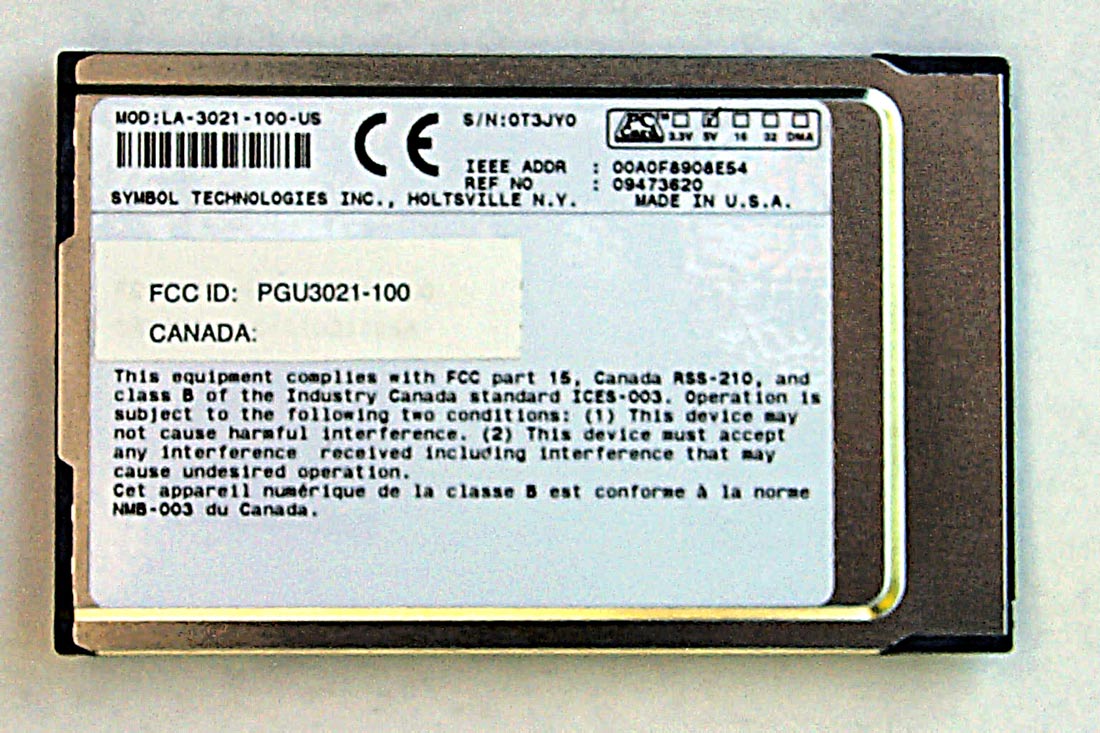 MOD:LA-3021-100-US
CE
S/N:0T3JY0
PC Card
3.3V 5V 16 32 DMA
IEEE ADDR : 00A0F8908E54
REF NO : 09473620
SYMBOL TECHNOLOGIES INC., HOLTSVILLE N.Y. MADE IN U.S.A.
FCC ID: PGU3021-100
CANADA:
This equipment complies with FCC part 15, Canada RSS-210, and
class B of the Industry Canada standard ICES-003. Operation is
subject to the following two conditions: (1) This device may
not cause harmful interference. (2) This device must accept
any interference received including interference that may
cause undesired operation.
Cet appareil numérique de la classe B est conforme à la norme
NMB-003 du Canada.